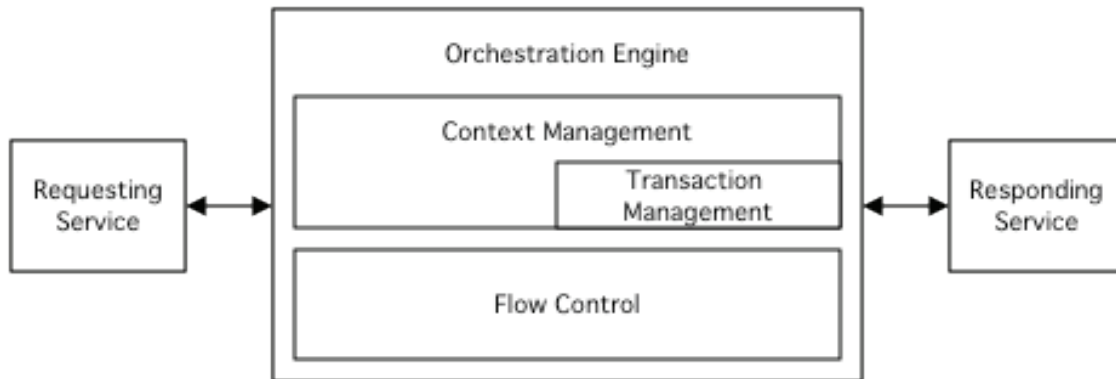 Orchestration Engine
Context Management
Transaction
Management
Requesting
Service
Responding
Service
Flow Control